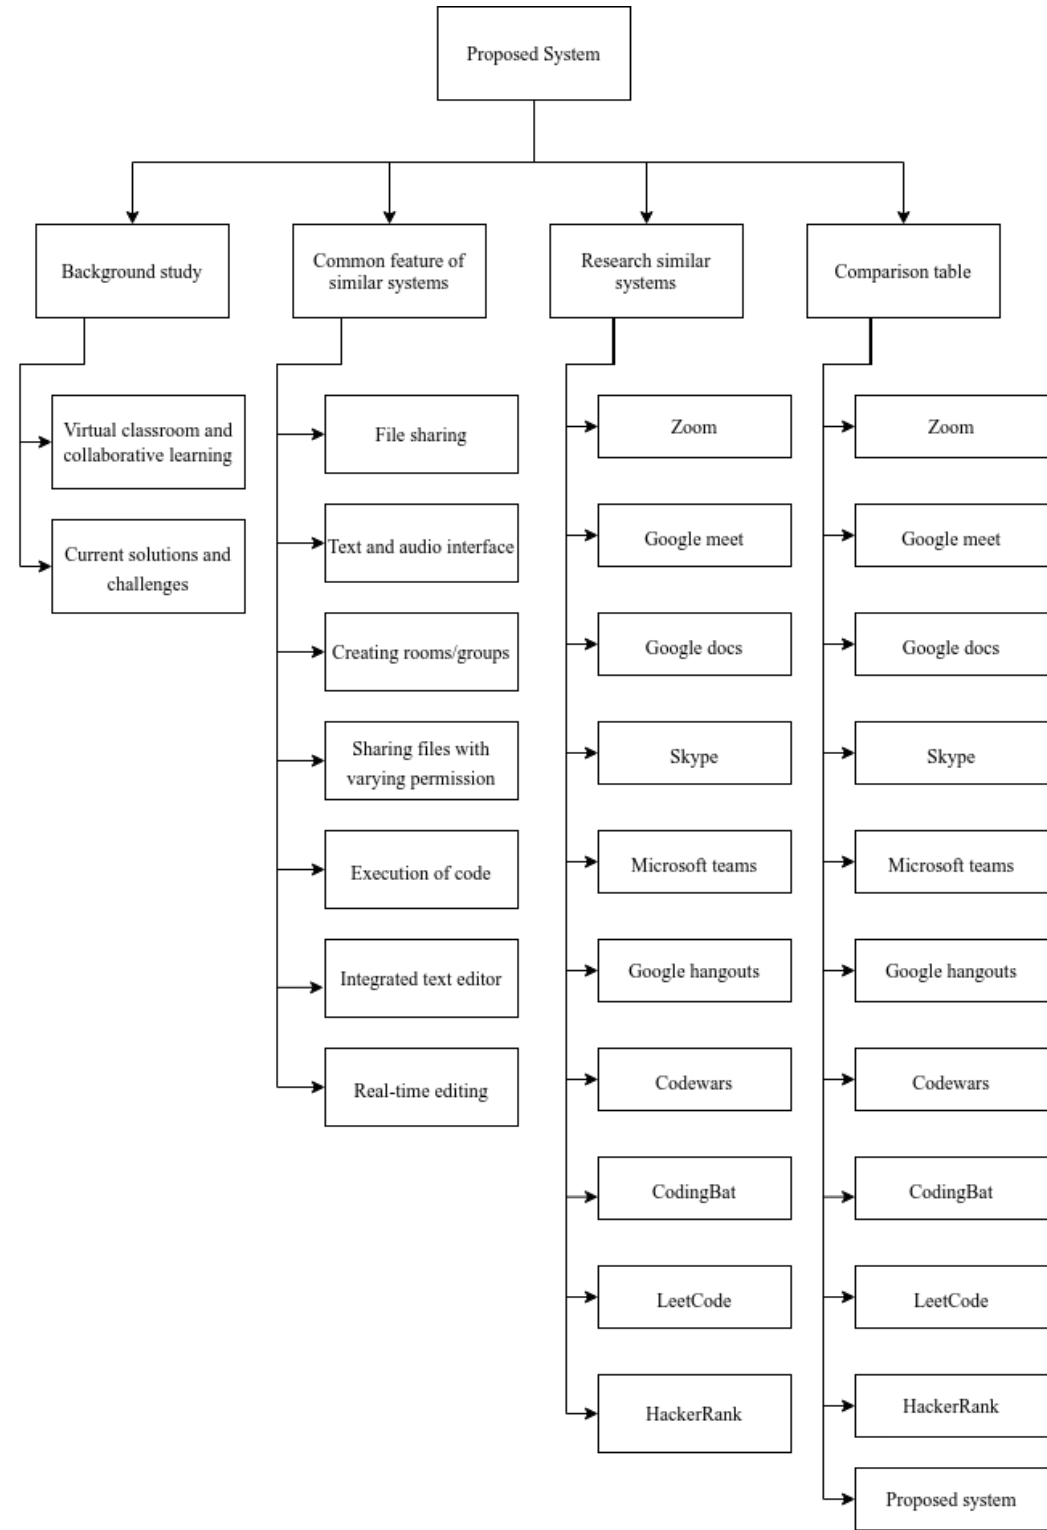 Proposed System
Background study
Common feature of
similar systems
Research similar
systems
Comparison table
Virtual classroom and
collaborative learning
Current solutions and
challenges
File sharing
Text and audio interface
Creating rooms/groups
Sharing files with
varying permission
Execution of code
Integrated text editor
Real-time editing
Zoom
Google meet
Google docs
Skype
Microsoft teams
Google hangouts
Codewars
CodingBat
LeetCode
HackerRank
Zoom
Google meet
Google docs
Skype
Microsoft teams
Google hangouts
Codewars
CodingBat
LeetCode
HackerRank
Proposed system